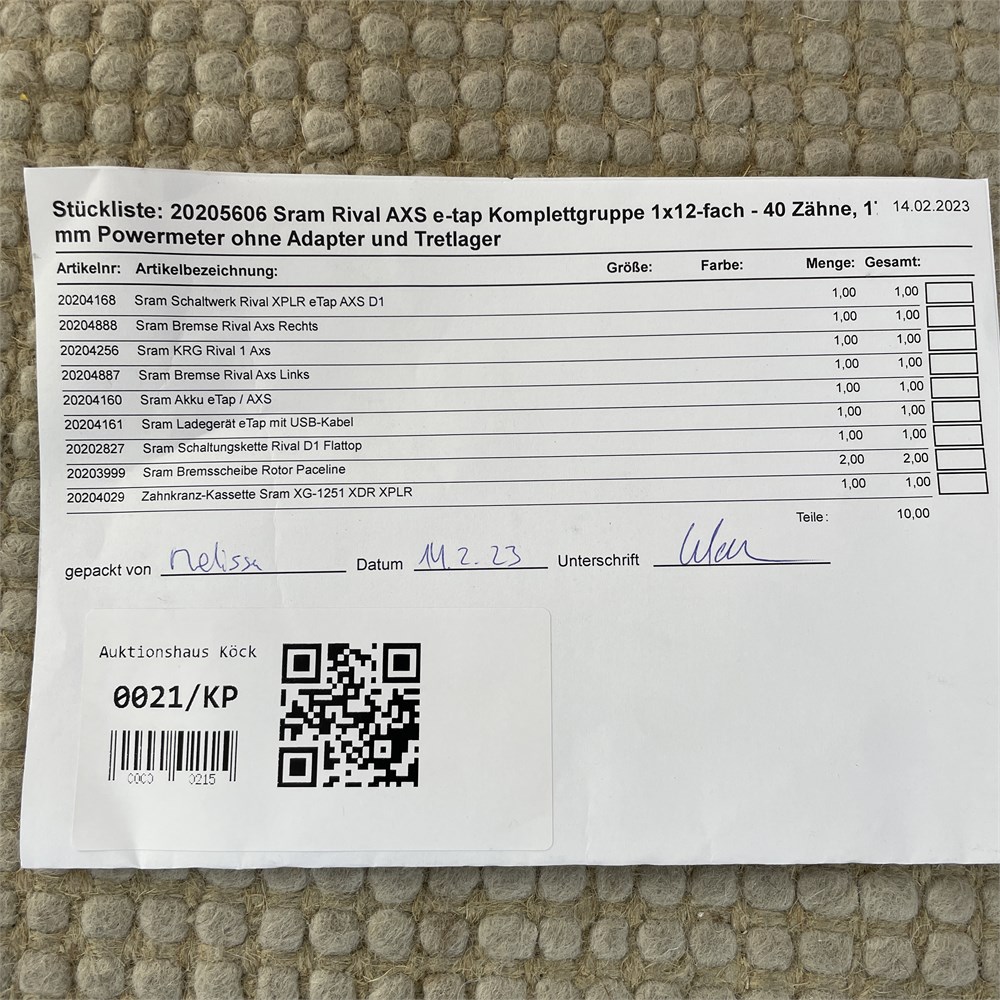 Stückliste: 20205606 Sram Rival AXS e-tap Komplettgruppe 1x12-fach - 40 Zähne, 14.02.2023
mm Powermeter ohne Adapter und Tretlager
Artikelnr: Artikelbezeichnung: Größe: Farbe: Menge: Gesamt:
20204168 Sram Schaltwerk Rival XPLR eTap AXS D1 1,00 1,00
20204888 Sram Bremse Rival Axs Rechts 1,00 1,00
20204256 Sram KRG Rival 1 Axs 1,00 1,00
20204887 Sram Bremse Rival Axs Links 1,00 1,00
20204160 Sram Akku eTap / AXS 1,00 1,00
20204161 Sram Ladegerät eTap mit USB-Kabel 1,00 1,00
20202827 Sram Schaltungskette Rival D1 Flattop 1,00 1,00
20203999 Sram Bremsscheibe Rotor Paceline 2,00 2,00
20204029 Zahnkranz-Kassette Sram XG-1251 XDR XPLR 1,00 1,00
Teile: 10,00
gepackt von Melissa Datum 14.2.23 Unterschrift
Auktionshaus Köck
0021/KP
0000 0215